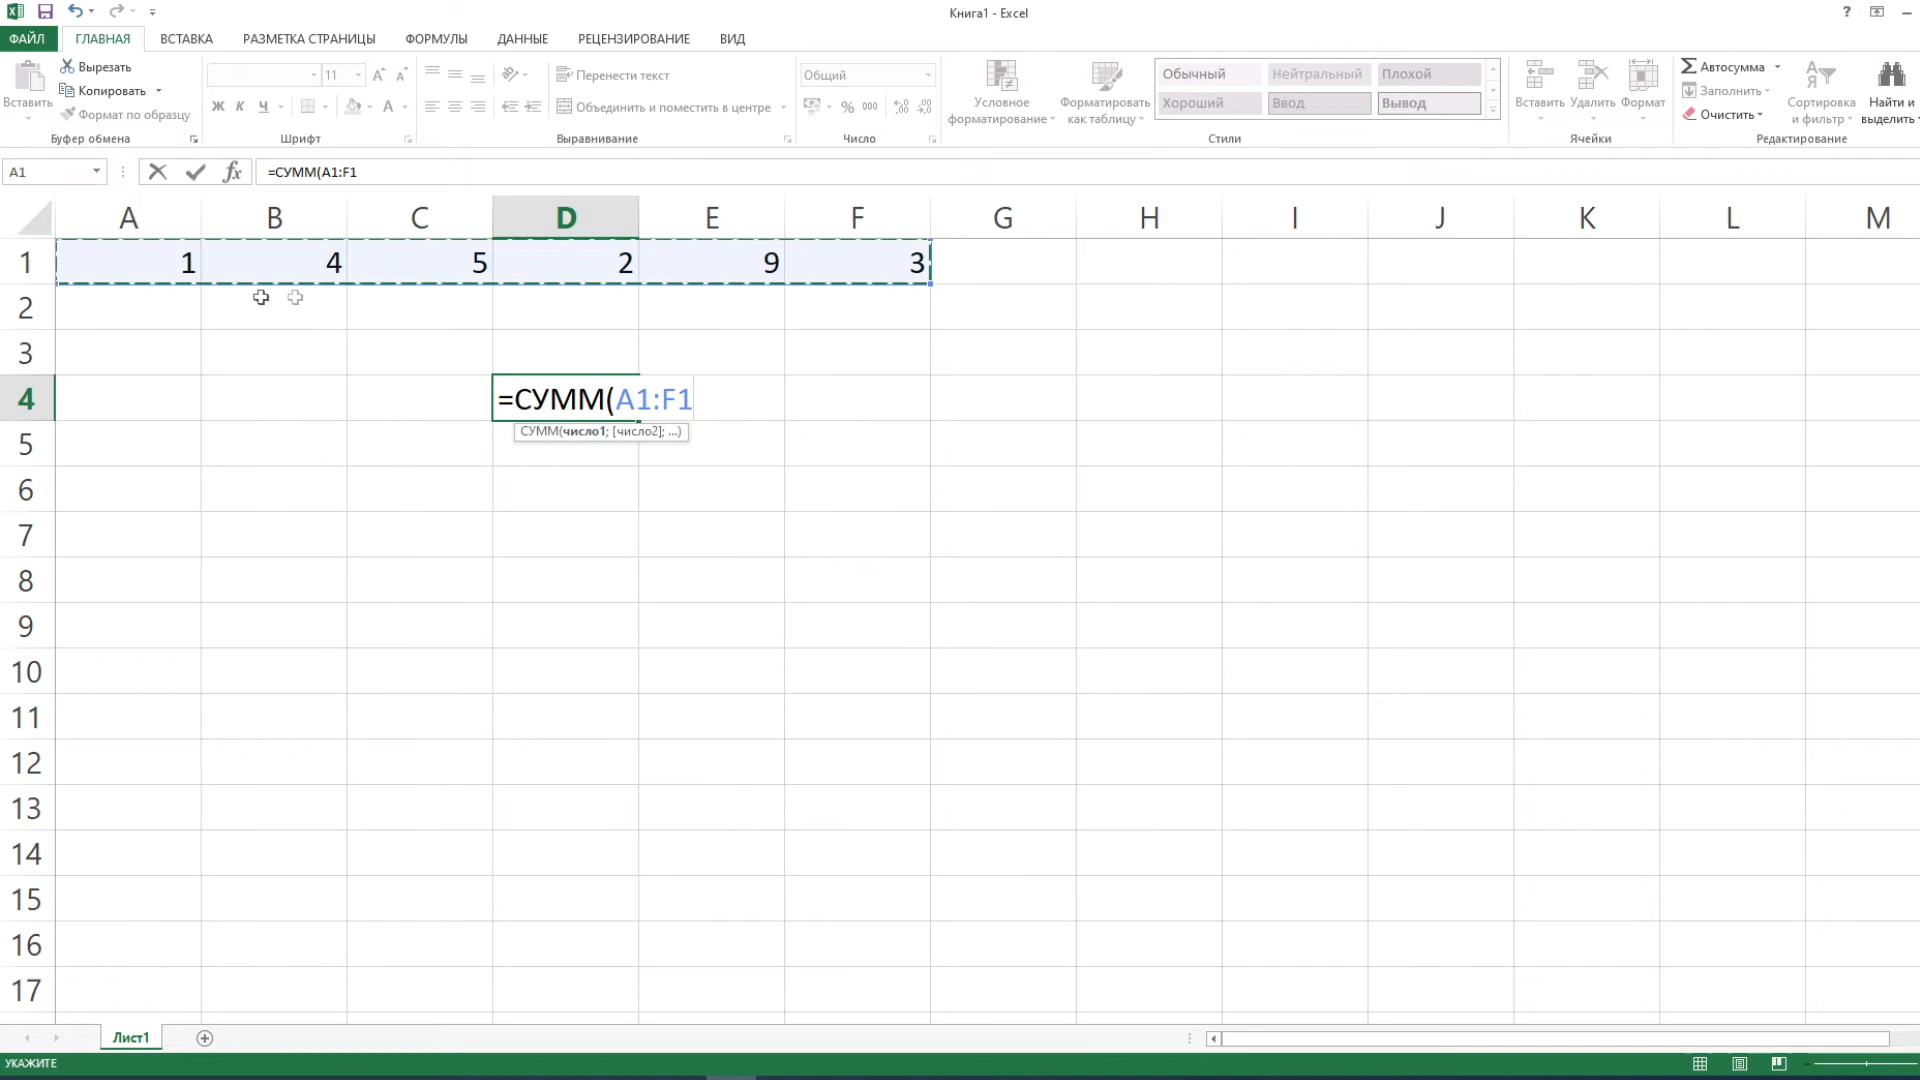 Книга1 - Excel
?
ФАЙЛ ГЛАВНАЯ ВСТАВКА РАЗМЕТКА СТРАНИЦЫ ФОРМУЛЫ ДАННЫЕ РЕЦЕНЗИРОВАНИЕ ВИД
Вставить
Вырезать
Копировать
Формат по образцу
Буфер обмена
11
Ж К Ч
Шрифт
Перенести текст
Объединить и поместить в центре
Выравнивание
Общий
% 000
Число
Условное
форматирование
Форматировать
как таблицу
Обычный Нейтральный Плохой
Хороший Ввод Вывод
Стили
Вставить Удалить Формат
Ячейки
Автосумма
Заполнить
Очистить
Сортировка
и фильтр
Найти и
выделить
Редактирование
A1 fx =СУММ(A1:F1
A B C D E F G H I J K L M
1 1 4 5 2 9 3
2
3
4 =СУММ(A1:F1
СУММ(число1; [число2]; ...)
5
6
7
8
9
10
11
12
13
14
15
16
17
Лист1
УКАЖИТЕ